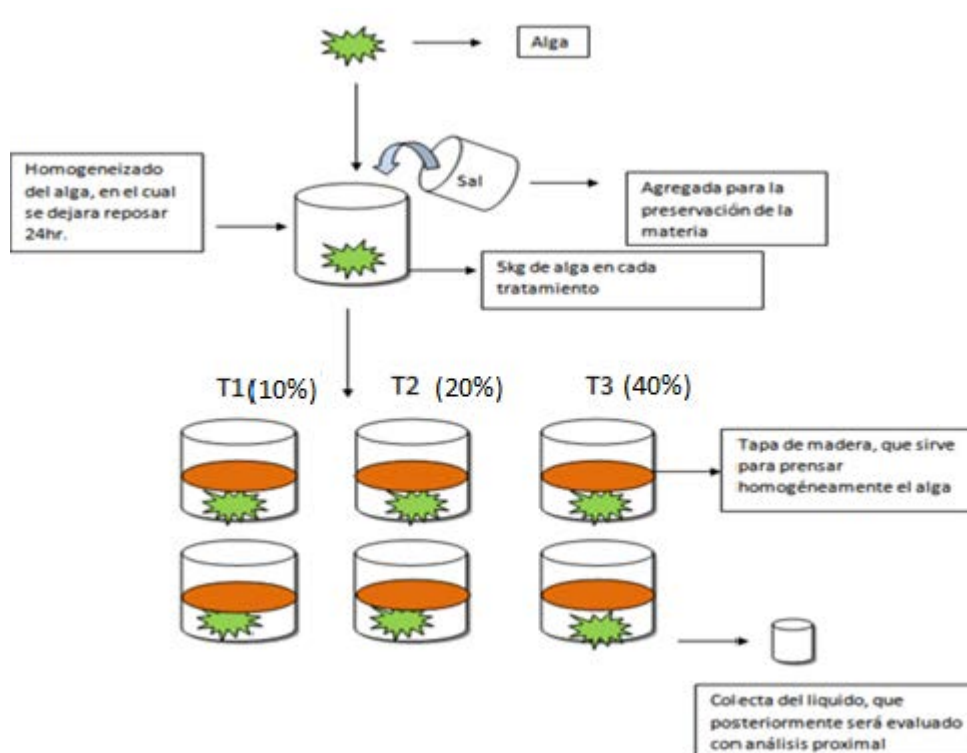 Alga
Sal
Homogeneizado
del alga, en el cual
se dejara reposar
24hr.
Agregada para la
preservación de la
materia
5kg de alga en cada
tratamiento
T1(10%)
T2 (20%)
T3 (40%)
Tapa de madera, que sirve
para prensar
homogéneamente el alga
Colecta del liquido, que
posteriormente será evaluado
con análisis proximal